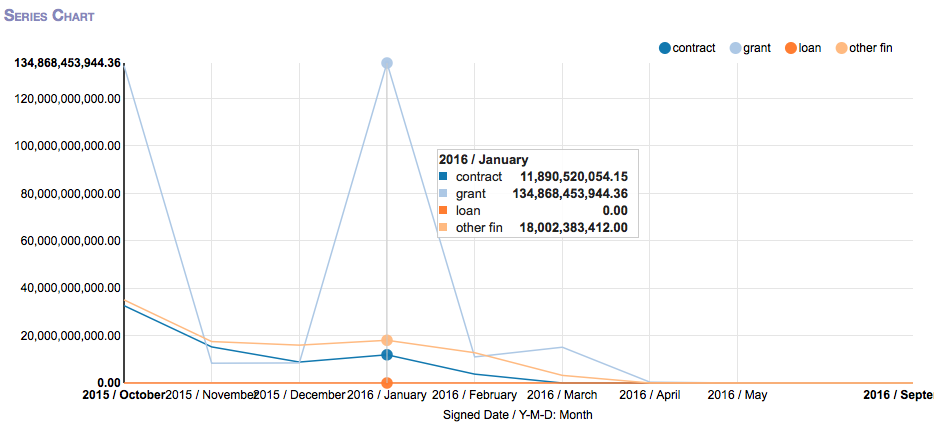 SERIES CHART
contract grant loan other fin
134,868,453,944.36
120,000,000,000.00
100,000,000,000.00
80,000,000,000.00
60,000,000,000.00
40,000,000,000.00
20,000,000,000.00
0.00
2016 / January
contract 11,890,520,054.15
grant 134,868,453,944.36
loan 0.00
other fin 18,002,383,412.00
2015 / October 2015 / November 2015 / December 2016 / January 2016 / February 2016 / March 2016 / April 2016 / May 2016 / Septe
Signed Date / Y-M-D: Month